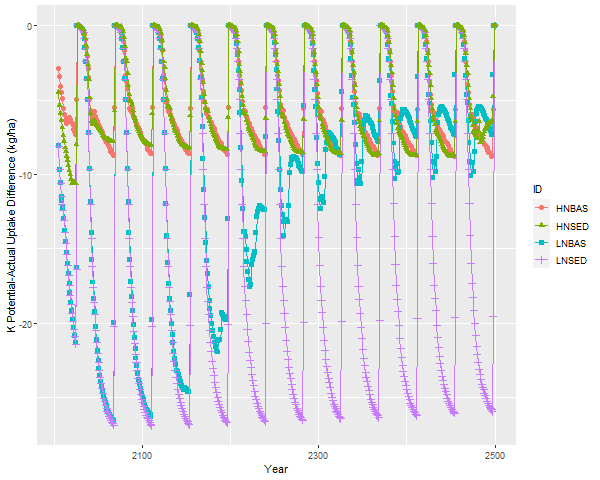 K Potential-Actual Uptake Difference (kg/ha)
0
-10
-20
2100
2300
2500
Year
ID
HNBAS
HNSED
LNBAS
LNSED